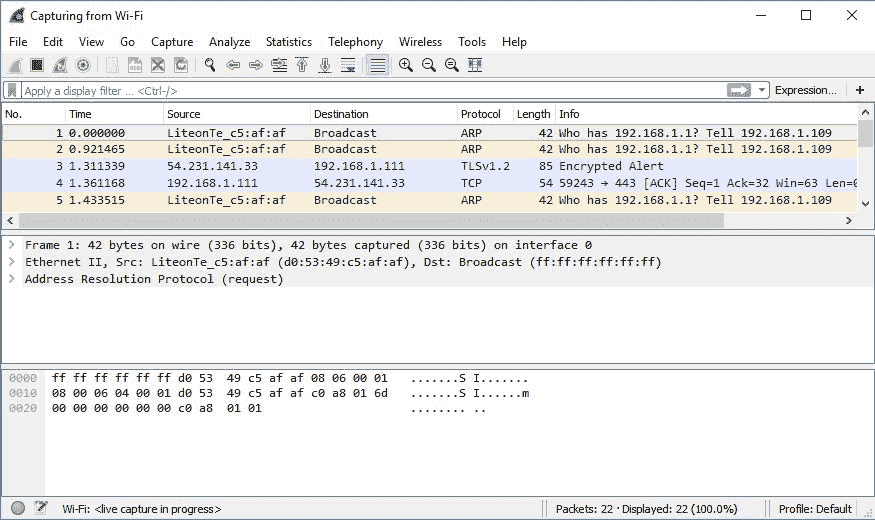 Capturing from Wi-Fi
File Edit View Go Capture Analyze Statistics Telephony Wireless Tools Help
Apply a display filter ... <Ctrl-/> Expression... +
No. Time Source Destination Protocol Length Info
1 0.000000 LiteonTe_c5:af:af Broadcast ARP 42 Who has 192.168.1.1? Tell 192.168.1.109
2 0.921465 LiteonTe_c5:af:af Broadcast ARP 42 Who has 192.168.1.1? Tell 192.168.1.109
3 1.311339 54.231.141.33 192.168.1.111 TLSv1.2 85 Encrypted Alert
4 1.361168 192.168.1.111 54.231.141.33 TCP 54 59243 → 443 [ACK] Seq=1 Ack=32 Win=63 Len=0
5 1.433515 LiteonTe_c5:af:af Broadcast ARP 42 Who has 192.168.1.1? Tell 192.168.1.109
Frame 1: 42 bytes on wire (336 bits), 42 bytes captured (336 bits) on interface 0
Ethernet II, Src: LiteonTe_c5:af:af (d0:53:49:c5:af:af), Dst: Broadcast (ff:ff:ff:ff:ff:ff)
Address Resolution Protocol (request)
0000 ff ff ff ff ff ff d0 53 49 c5 af af 08 06 00 01 .......S I.......
0010 08 00 06 04 00 01 d0 53 49 c5 af af c0 a8 01 6d .......S I......m
0020 00 00 00 00 00 00 c0 a8 01 01 ........ ..
Wi-Fi: <live capture in progress> Packets: 22 · Displayed: 22 (100.0%) Profile: Default